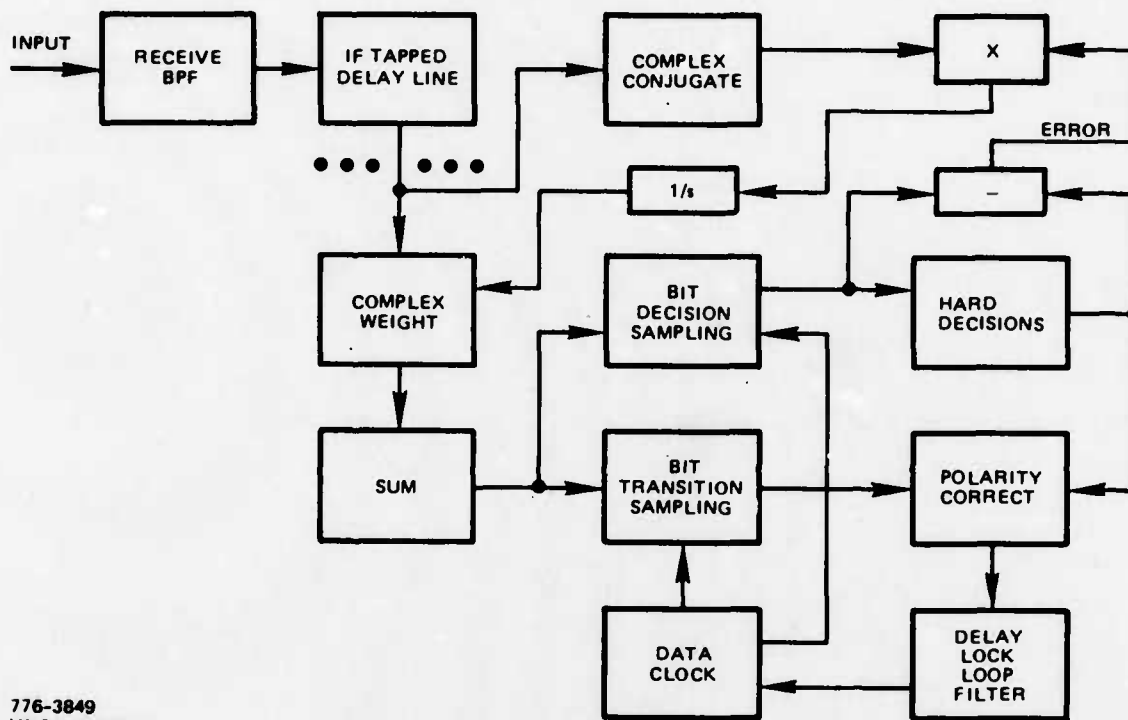 INPUT
RECEIVE
BPF
IF TAPPED
DELAY LINE
COMPLEX
CONJUGATE
X
ERROR
1/s
–
COMPLEX
WEIGHT
BIT
DECISION
SAMPLING
HARD
DECISIONS
SUM
BIT
TRANSITION
SAMPLING
POLARITY
CORRECT
DATA
CLOCK
DELAY
LOCK
LOOP
FILTER
776-3849